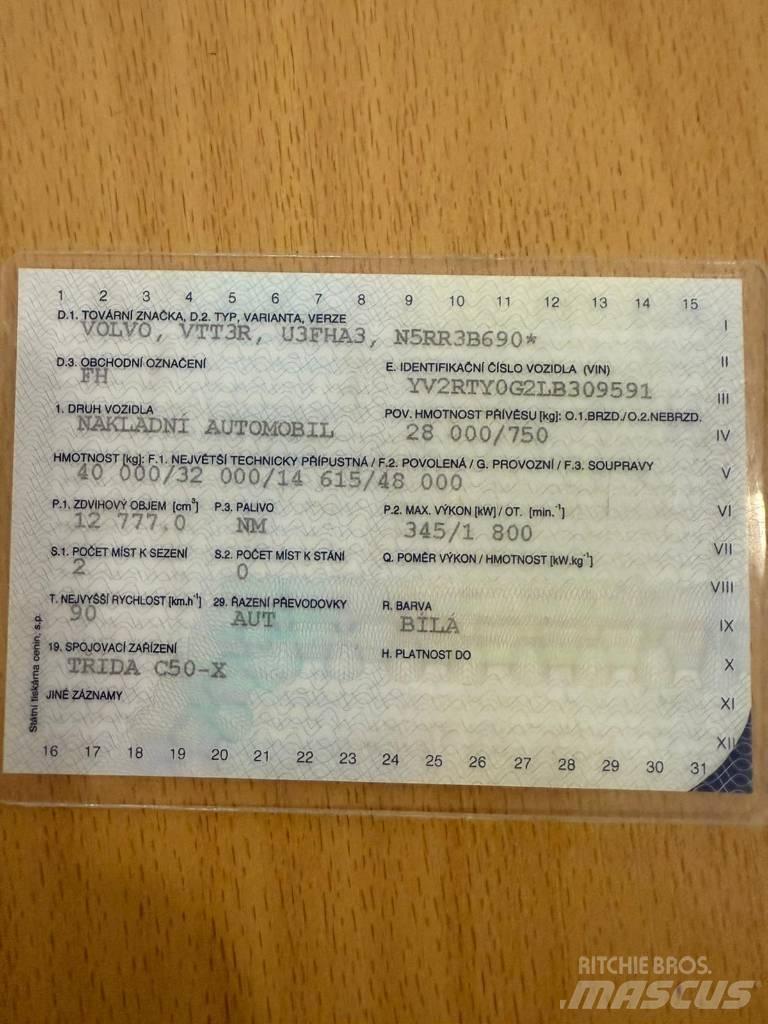 1 2 3 4 5 6 7 8 9 10 11 12 13 14 15
D.1. TOVÁRNÍ ZNAČKA, D.2. TYP, VARIANTA, VERZE
VOLVO, VTT3R, U3FHA3, N5RR3B690*
I
D.3. OBCHODNÍ OZNAČENÍ
FH
E. IDENTIFIKAČNÍ ČÍSLO VOZIDLA (VIN)
YV2RTY0G2LB309591
II
III
1. DRUH VOZIDLA
NÁKLADNÍ AUTOMOBIL
POV. HMOTNOST PŘÍVĚSU [kg]: O.1.BRZD./O.2.NEBRZD.
28 000/750
IV
HMOTNOST [kg]: F.1. NEJVĚTŠÍ TECHNICKY PŘÍPUSTNÁ / F.2. POVOLENÁ / G. PROVOZNÍ / F.3. SOUPRAVY
40 000/32 000/14 615/48 000
V
P.1. ZDVIHOVÝ OBJEM [cm³]
12 777.0
P.3. PALIVO
NM
P.2. MAX. VÝKON [kW] / OT. [min.⁻¹]
345/1 800
VI
S.1. POČET MÍST K SEZENÍ
2
S.2. POČET MÍST K STÁNÍ
0
Q. POMĚR VÝKON / HMOTNOST [kW.kg⁻¹]
VII
VIII
T. NEJVYŠŠÍ RYCHLOST [km.h⁻¹]
90
29. ŘAZENÍ PŘEVODOVKY
AUT
R. BARVA
BÍLÁ
IX
19. SPOJOVACÍ ZAŘÍZENÍ
TŘÍDA C50-X
H. PLATNOST DO
X
JINÉ ZÁZNAMY
XI
XII
Státní tiskárna cenin, s.p.
16 17 18 19 20 21 22 23 24 25 26 27 28 29 30 31
RITCHIE BROS.
MASCUS